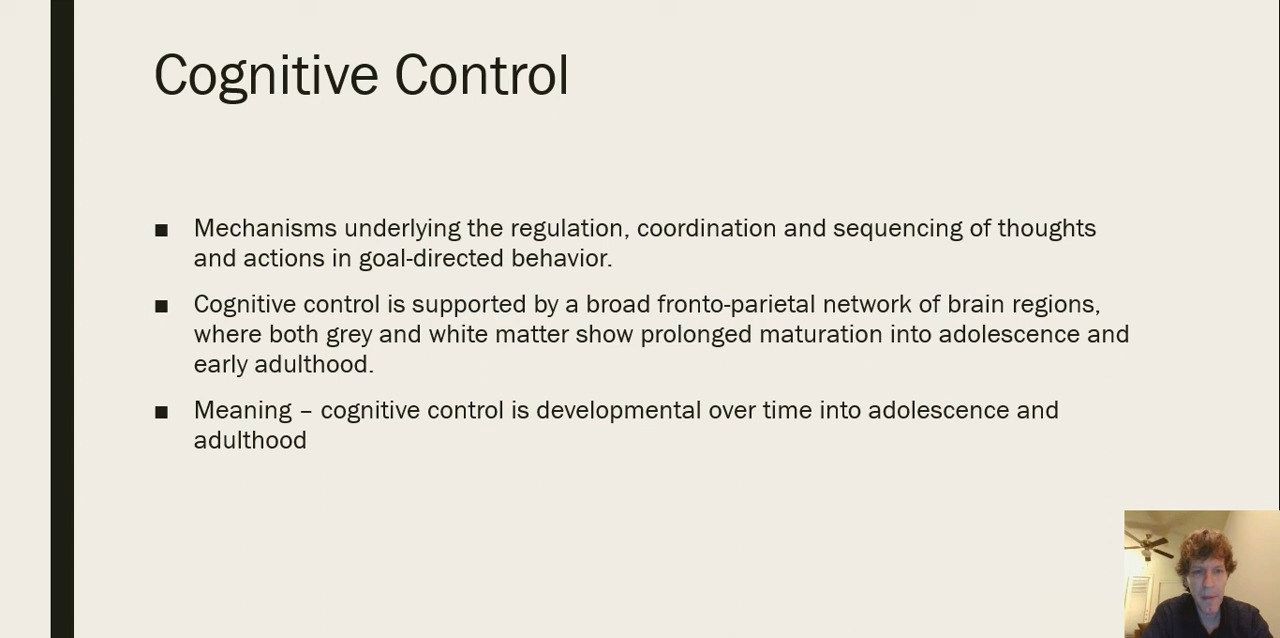 Cognitive Control
■ Mechanisms underlying the regulation, coordination and sequencing of thoughts
and actions in goal-directed behavior.
■ Cognitive control is supported by a broad fronto-parietal network of brain regions,
where both grey and white matter show prolonged maturation into adolescence and
early adulthood.
■ Meaning – cognitive control is developmental over time into adolescence and
adulthood